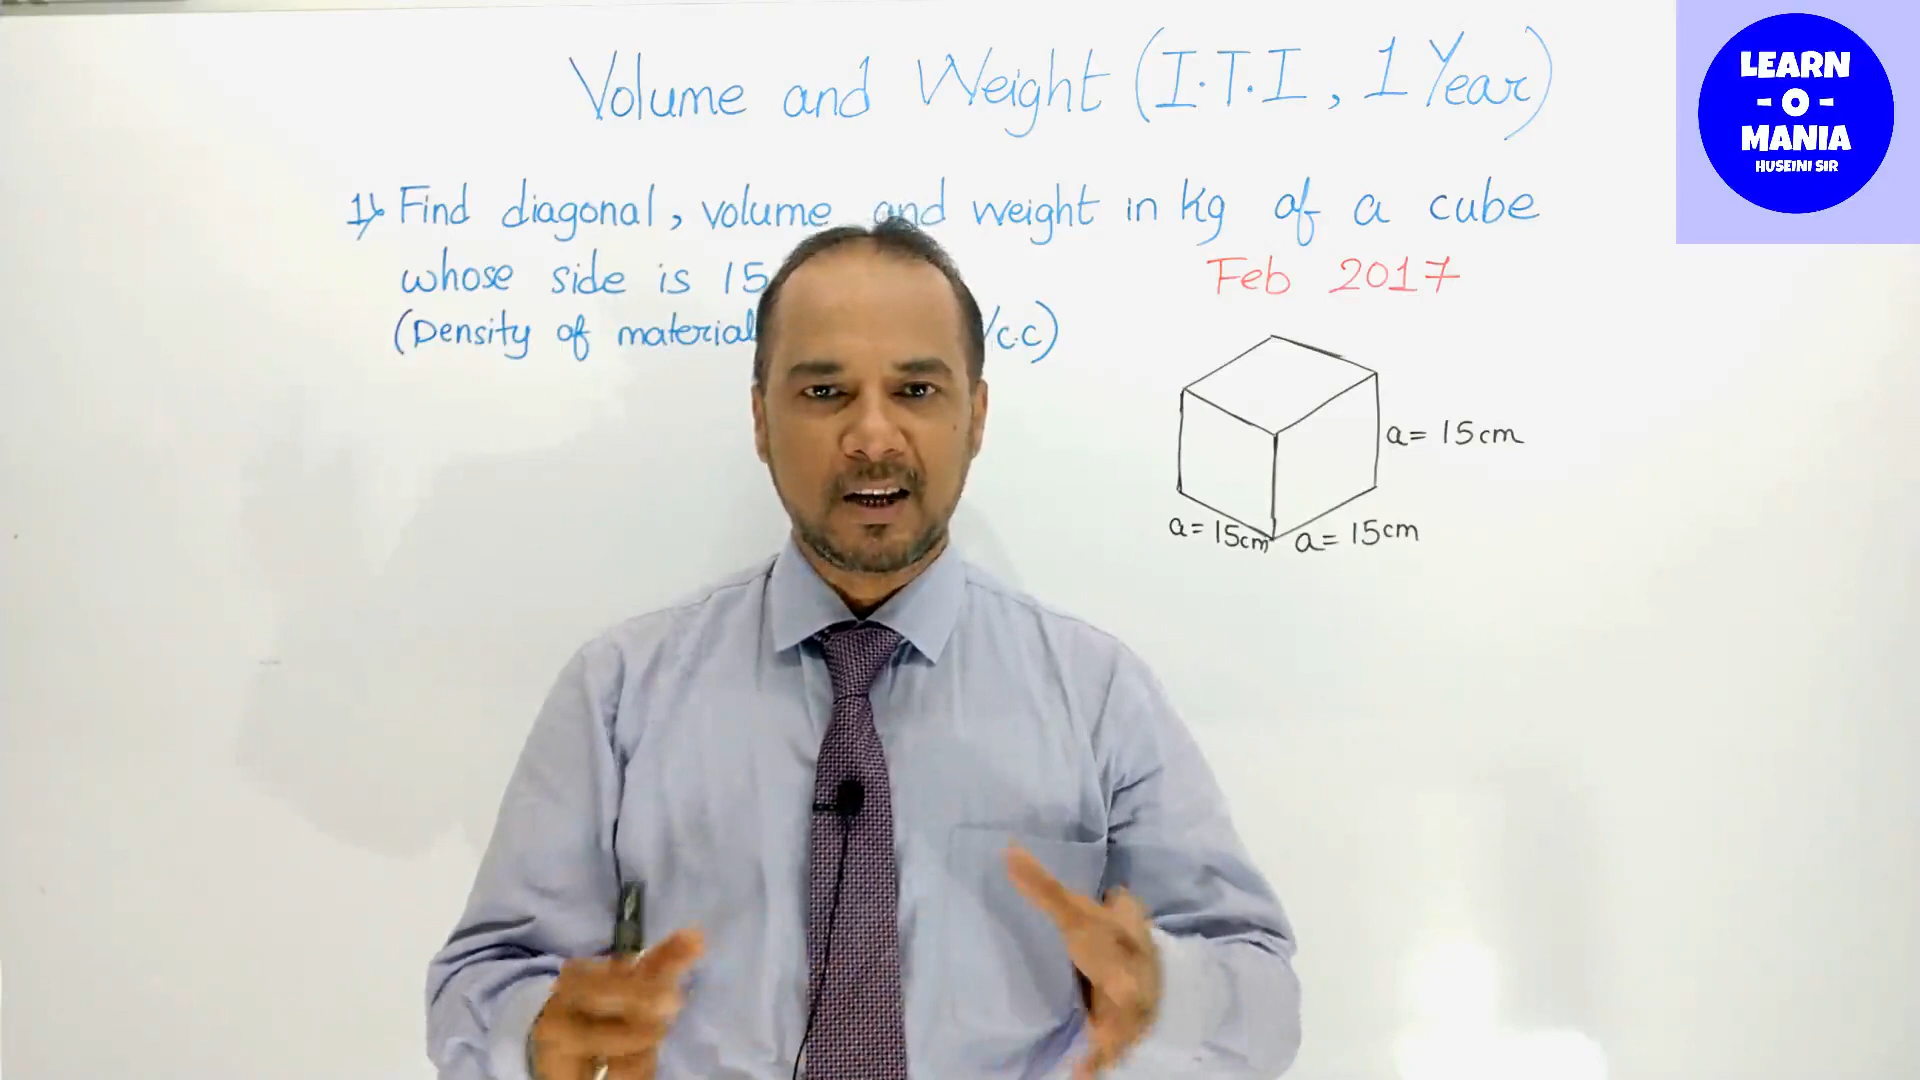 Volume and Weight (I.T.I, 1 Year)
LEARN
-O-
MANIA
HUSEINI SIR
1) Find diagonal, volume and weight in kg of a cube
whose side is 15
Feb 2017
(Density of material /c.c)
a= 15cm
a= 15cm a= 15cm